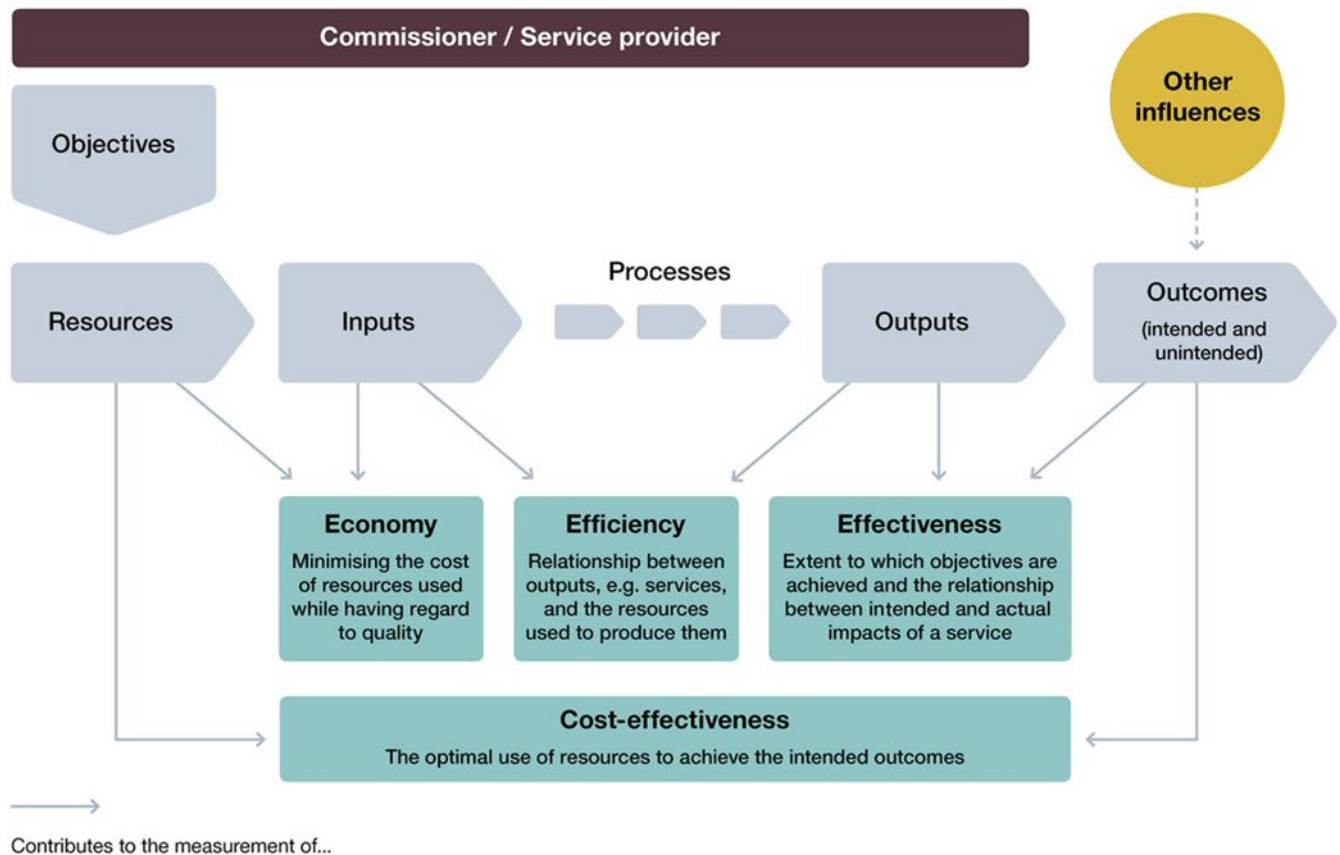 Commissioner / Service provider
Other
influences
Objectives
Resources
Inputs
Processes
Outputs
Outcomes
(intended and
unintended)
Economy
Minimising the cost
of resources used
while having regard
to quality
Efficiency
Relationship between
outputs, e.g. services,
and the resources
used to produce them
Effectiveness
Extent to which objectives are
achieved and the relationship
between intended and actual
impacts of a service
Cost-effectiveness
The optimal use of resources to achieve the intended outcomes
Contributes to the measurement of...